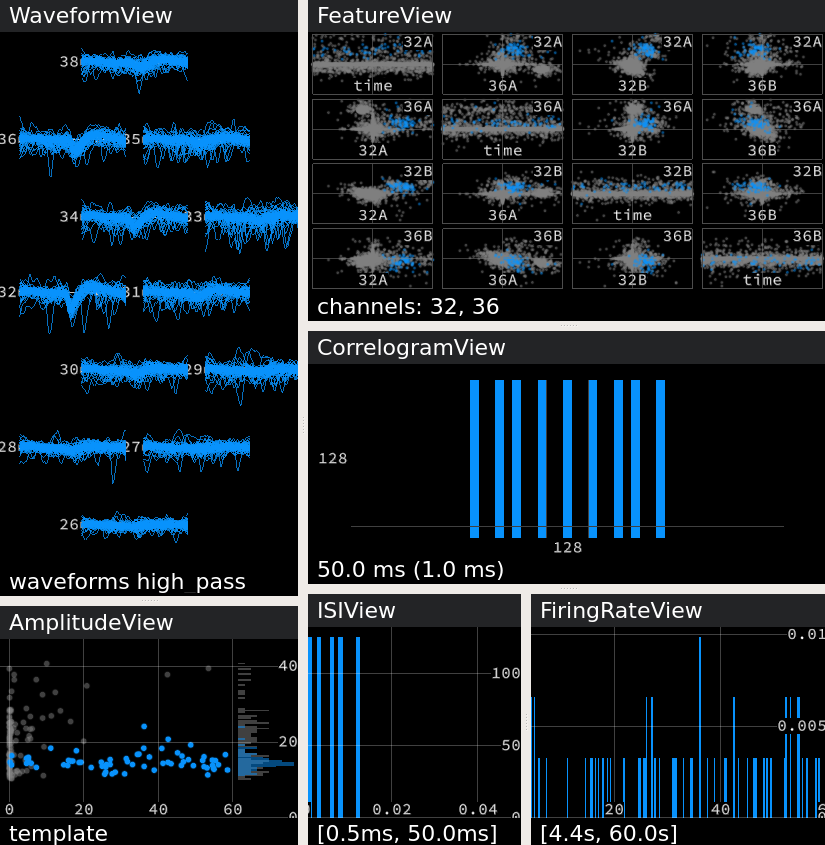 WaveformView
38
36 35
34 33
32 31
30 29
28 27
26
waveforms high_pass
FeatureView
32A 32A 32A 32A
time 36A 32B 36B
36A 36A 36A 36A
32A time 32B 36B
32B 32B 32B 32B
32A 36A time 36B
36B 36B 36B 36B
32A 36A 32B time
channels: 32, 36
CorrelogramView
128
128
50.0 ms (1.0 ms)
AmplitudeView
40
20
0
0 20 40 60
template
ISIView
100
50
0
0.02 0.04
[0.5ms, 50.0ms]
FiringRateView
0.01
0.005
20 40 6
[4.4s, 60.0s]